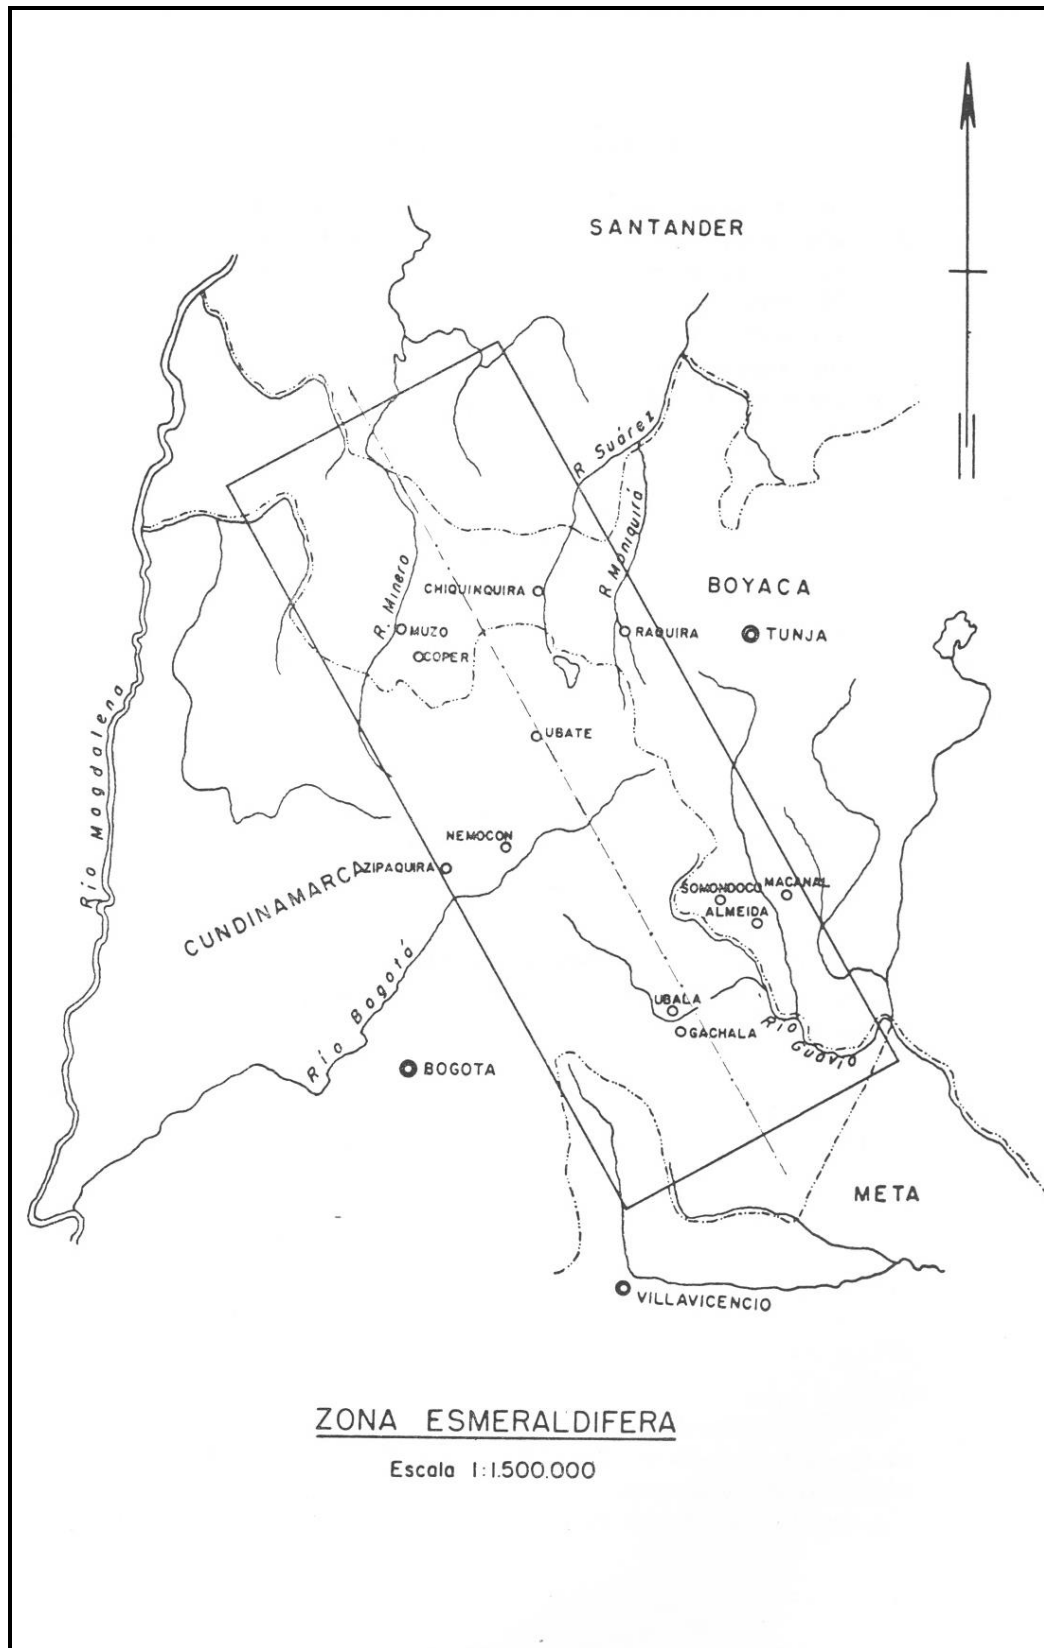 SANTANDER
R Suárez
R Moniquirá
R. Minero
CHIQUINQUIRA
BOYACA
MUZO
RAQUIRA
TUNJA
COPER
Río Magdalena
UBATE
NEMOCON
ZIPAQUIRA
CUNDINAMARCA
SOMONDOCO
MACANAL
ALMEIDA
Río Bogotá
UBALA
GACHALA
RIO GUAVIO
BOGOTA
META
VILLAVICENCIO
ZONA ESMERALDIFERA
Escala 1:1.500.000